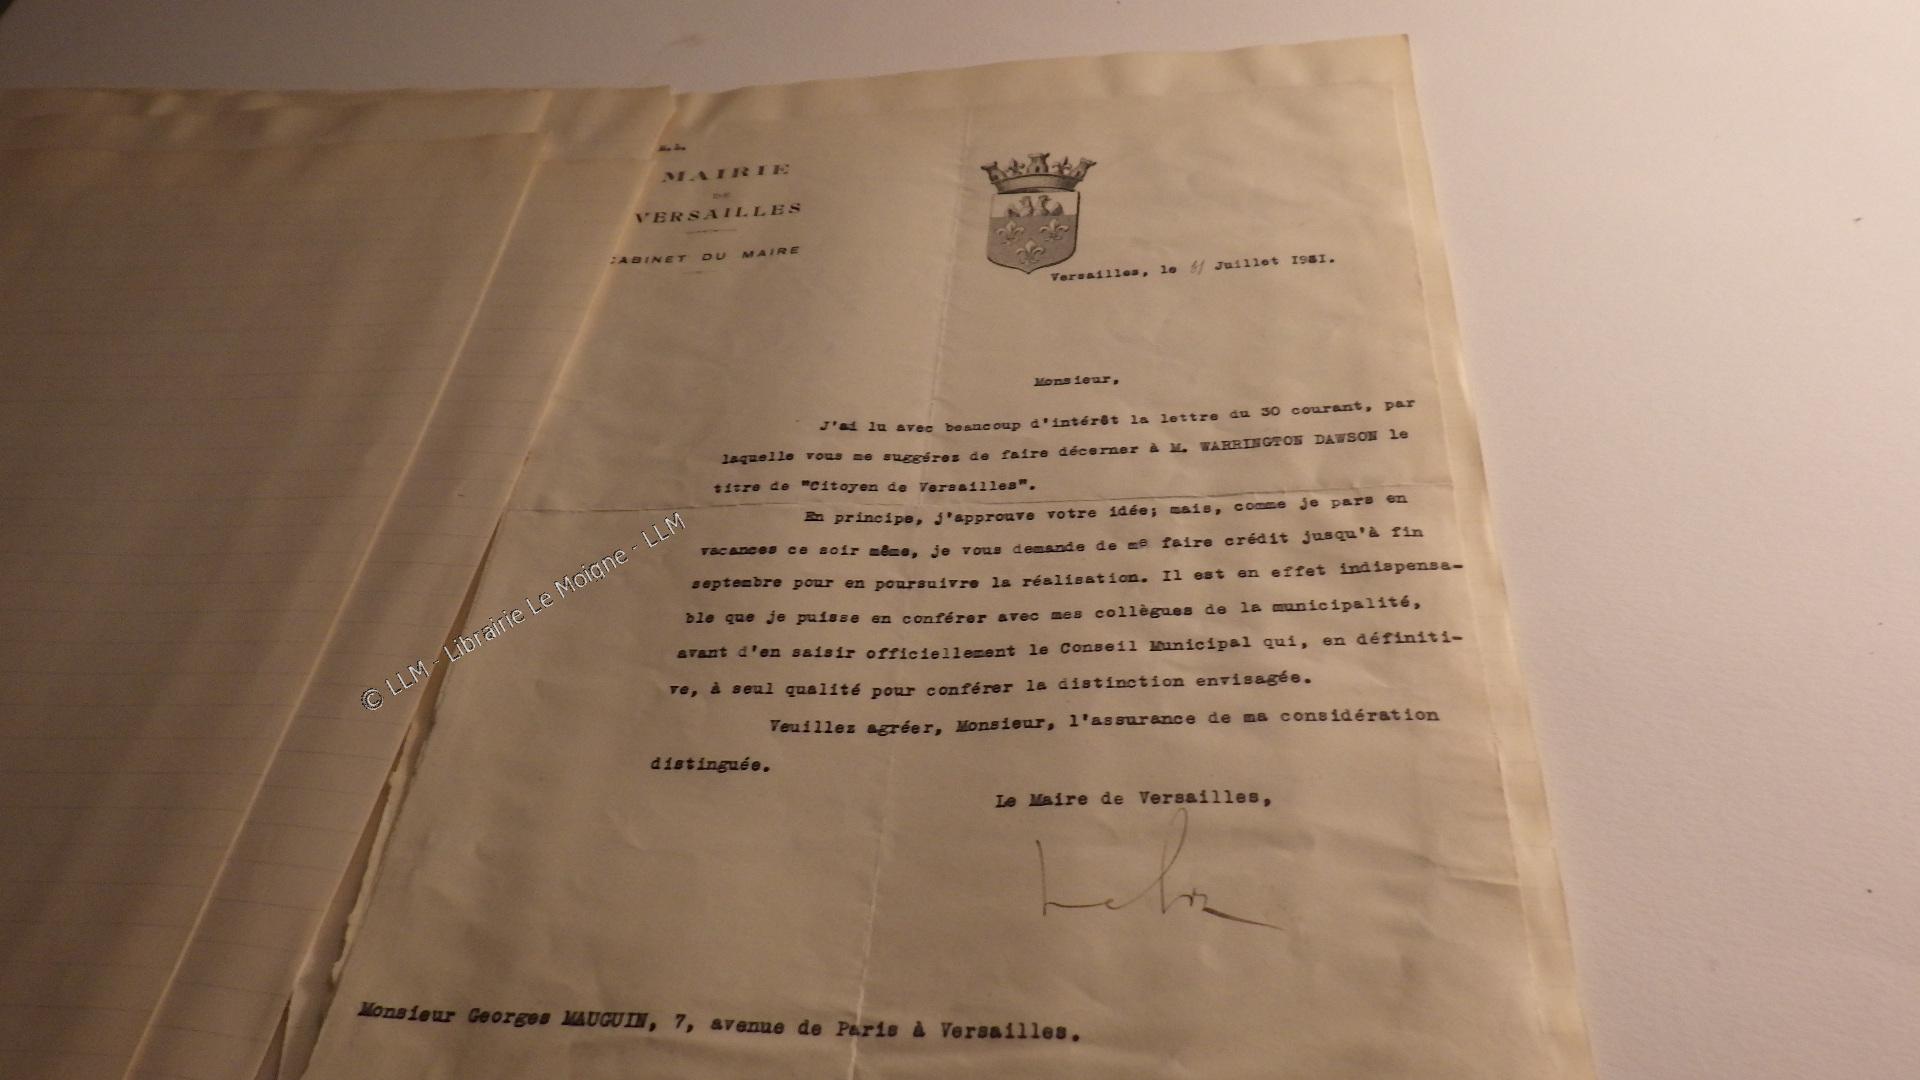 MAIRIE
DE
VERSAILLES
CABINET DU MAIRE
Versailles, le 31 Juillet 1931.
Monsieur,
J'ai lu avec beaucoup d'intérêt la lettre du 30 courant, par
laquelle vous me suggérez de faire décerner à M. WARRINGTON DAWSON le
titre de "Citoyen de Versailles".
En principe, j'approuve votre idée; mais, comme je pars en
vacances ce soir même, je vous demande de me faire crédit jusqu'à fin
septembre pour en poursuivre la réalisation. Il est en effet indispensa-
ble que je puisse en conférer avec mes collègues de la municipalité,
avant d'en saisir officiellement le Conseil Municipal qui, en définiti-
ve, à seul qualité pour conférer la distinction envisagée.
Veuillez agréer, Monsieur, l'assurance de ma considération
distinguée.
Le Maire de Versailles,
Monsieur Georges MAUGUIN, 7, avenue de Paris à Versailles.
© LLM - Librairie Le Moigne - LLM